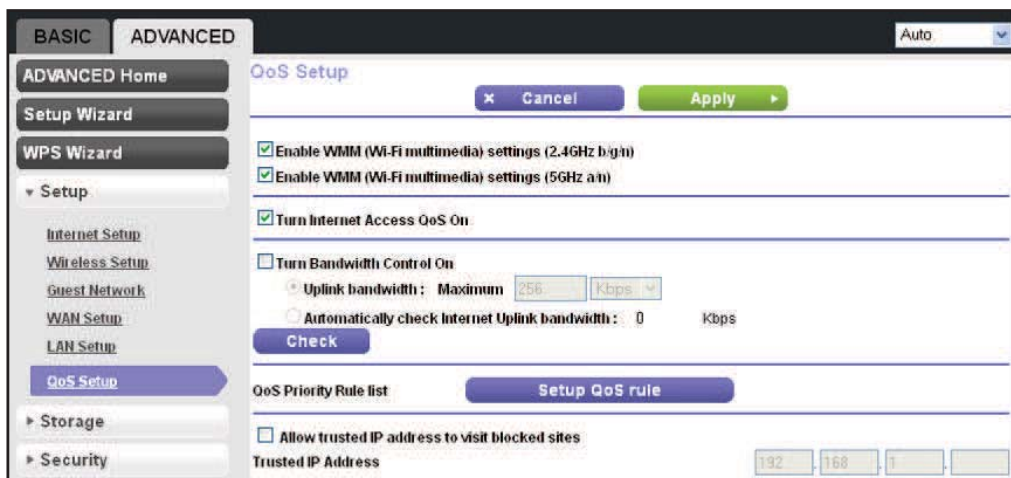 BASIC ADVANCED Auto
ADVANCED Home
Setup Wizard
WPS Wizard
Setup
Internet Setup
Wireless Setup
Guest Network
WAN Setup
LAN Setup
QoS Setup
Storage
Security
QoS Setup
x Cancel Apply
Enable WMM (Wi-Fi multimedia) settings (2.4GHz b/g/n)
Enable WMM (Wi-Fi multimedia) settings (5GHz a/n)
Turn Internet Access QoS On
Turn Bandwidth Control On
Uplink bandwidth : Maximum 256 Kbps
Automatically check Internet Uplink bandwidth : 0 Kbps
Check
QoS Priority Rule list Setup QoS rule
Allow trusted IP address to visit blocked sites
Trusted IP Address 192 . 168 . 1 .